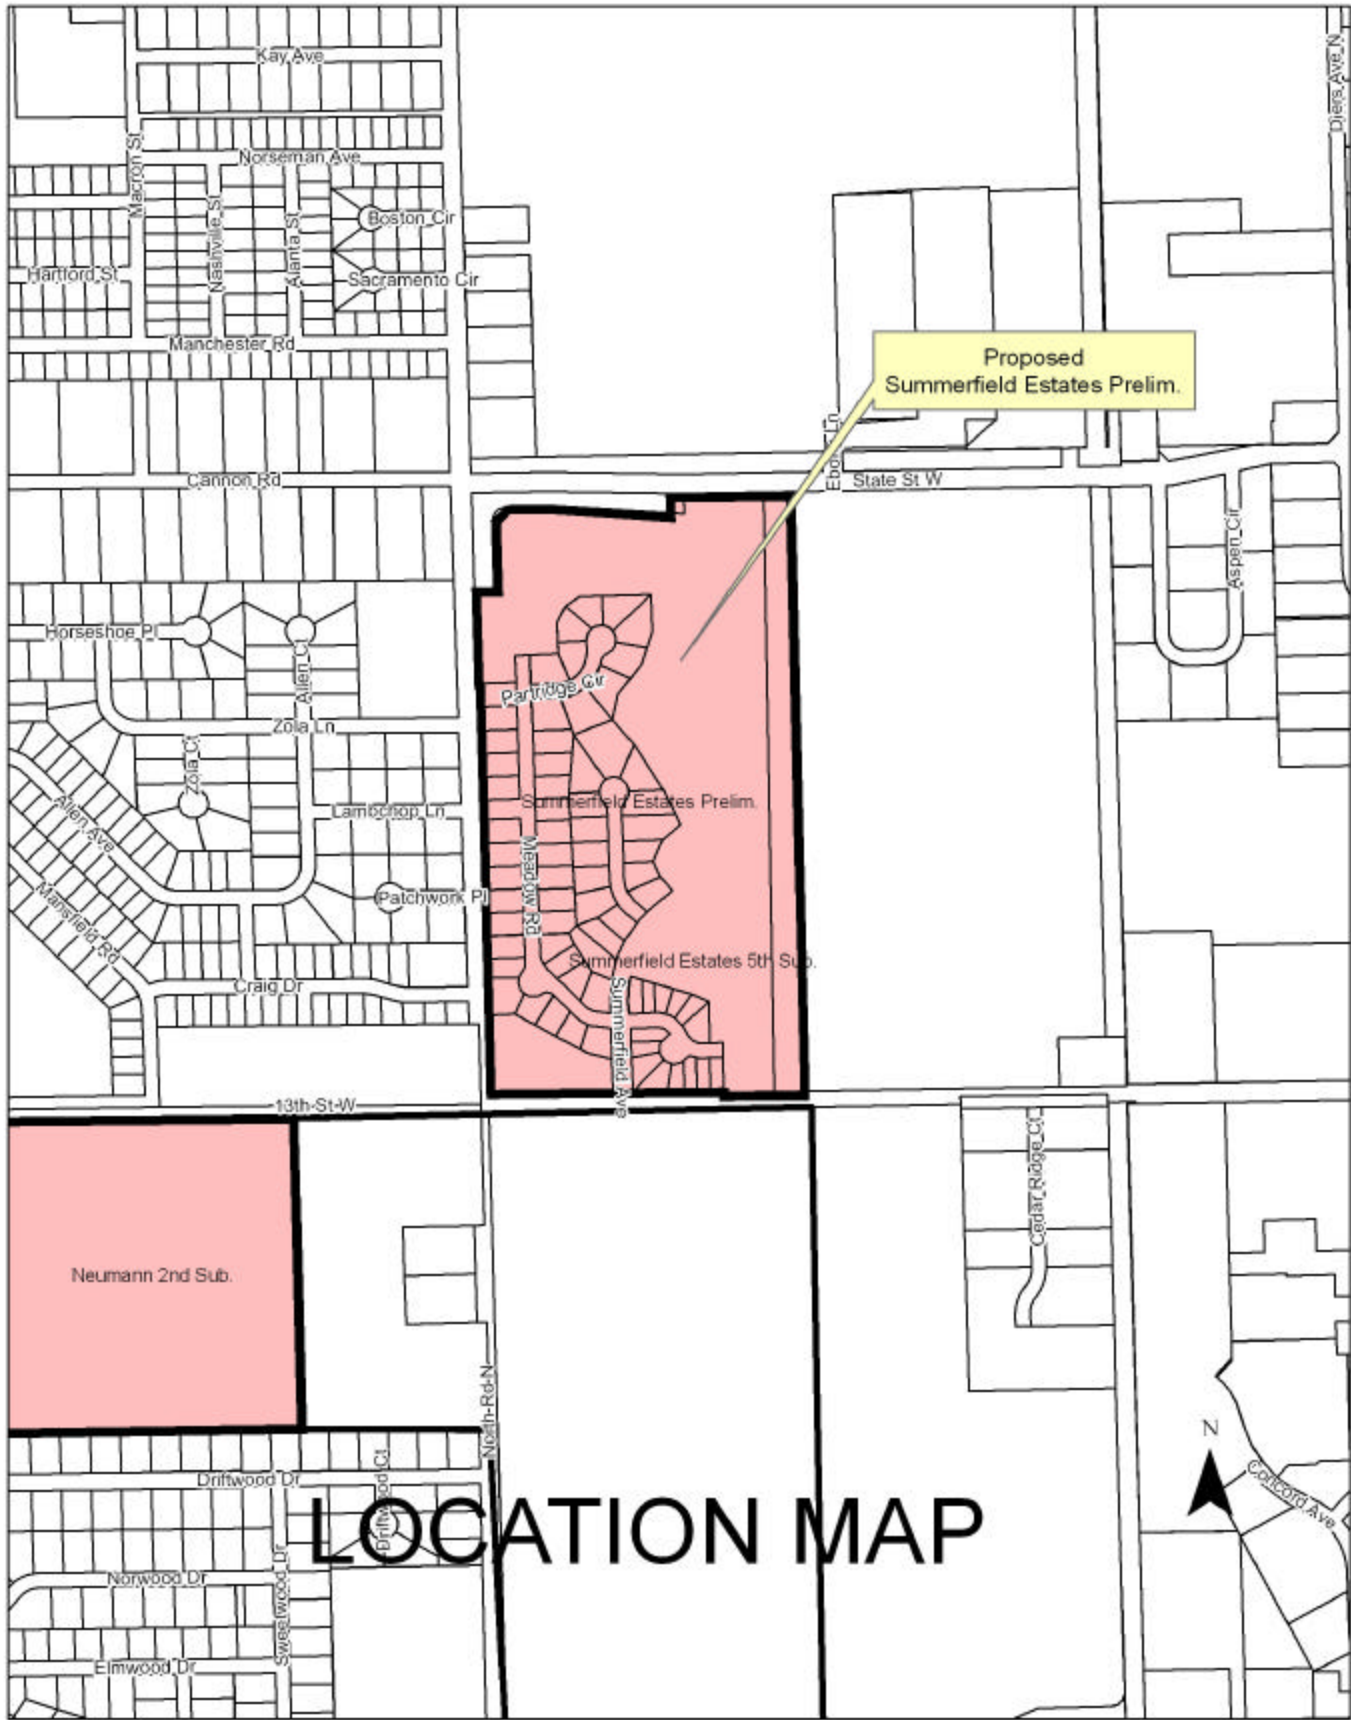 Kay Ave
Diers Ave N
Macron St
Norseman Ave
Nashville St
Atlanta St
Boston Cir
Hartford St
Sacramento Cir
Manchester Rd
Proposed
Summerfield Estates Prelim.
Cannon Rd
State St W
Aspen Cir
Horseshoe Pl
Allen Ct
Partridge Cir
Zola Ln
Zola Ct
Summerfield Estates Prelim.
Allen Ave
Lambchop Ln
Meadow Rd
Patchwork Pl
Mansfield Rd
Summerfield Estates 5th Sub.
Craig Dr
Summerfield Ave
13th St W
Cedar Ridge Ct
Neumann 2nd Sub.
North Rd N
N
Driftwood Dr
Driftwood Ct
Concord Ave
LOCATION MAP
Norwood Dr
Sweetwood Dr
Elmwood Dr